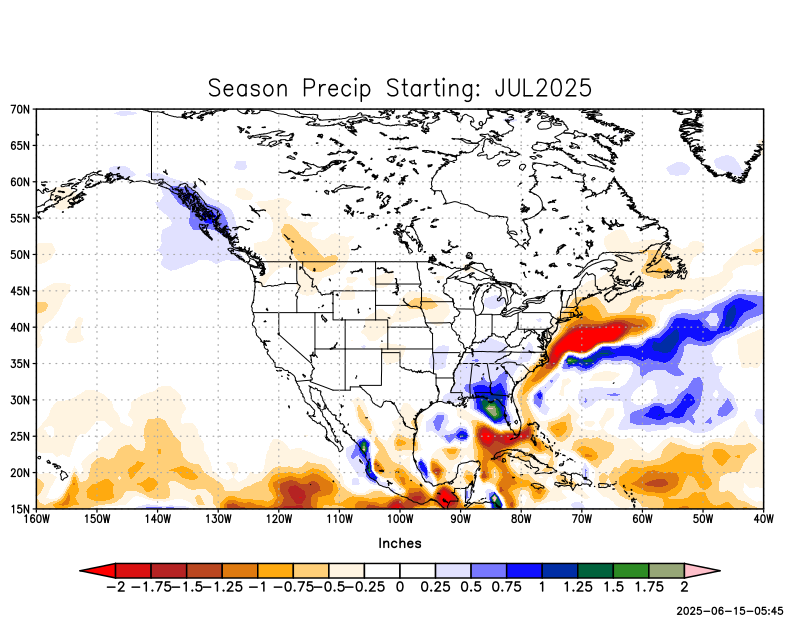 Season Precip Starting: JUL2025
70N
65N
60N
55N
50N
45N
40N
35N
30N
25N
20N
15N
160W 150W 140W 130W 120W 110W 100W 90W 80W 70W 60W 50W 40W
Inches
−2 −1.75 −1.5 −1.25 −1 −0.75 −0.5 −0.25 0 0.25 0.5 0.75 1 1.25 1.5 1.75 2
2025-06-15-05:45